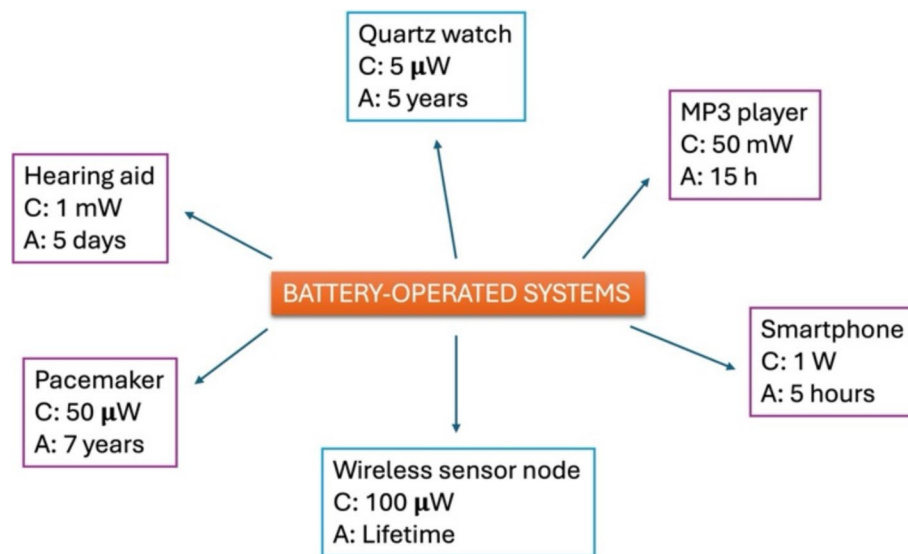 Quartz watch
C: 5 μW
A: 5 years
MP3 player
C: 50 mW
A: 15 h
Hearing aid
C: 1 mW
A: 5 days
BATTERY-OPERATED SYSTEMS
Smartphone
C: 1 W
A: 5 hours
Pacemaker
C: 50 μW
A: 7 years
Wireless sensor node
C: 100 μW
A: Lifetime